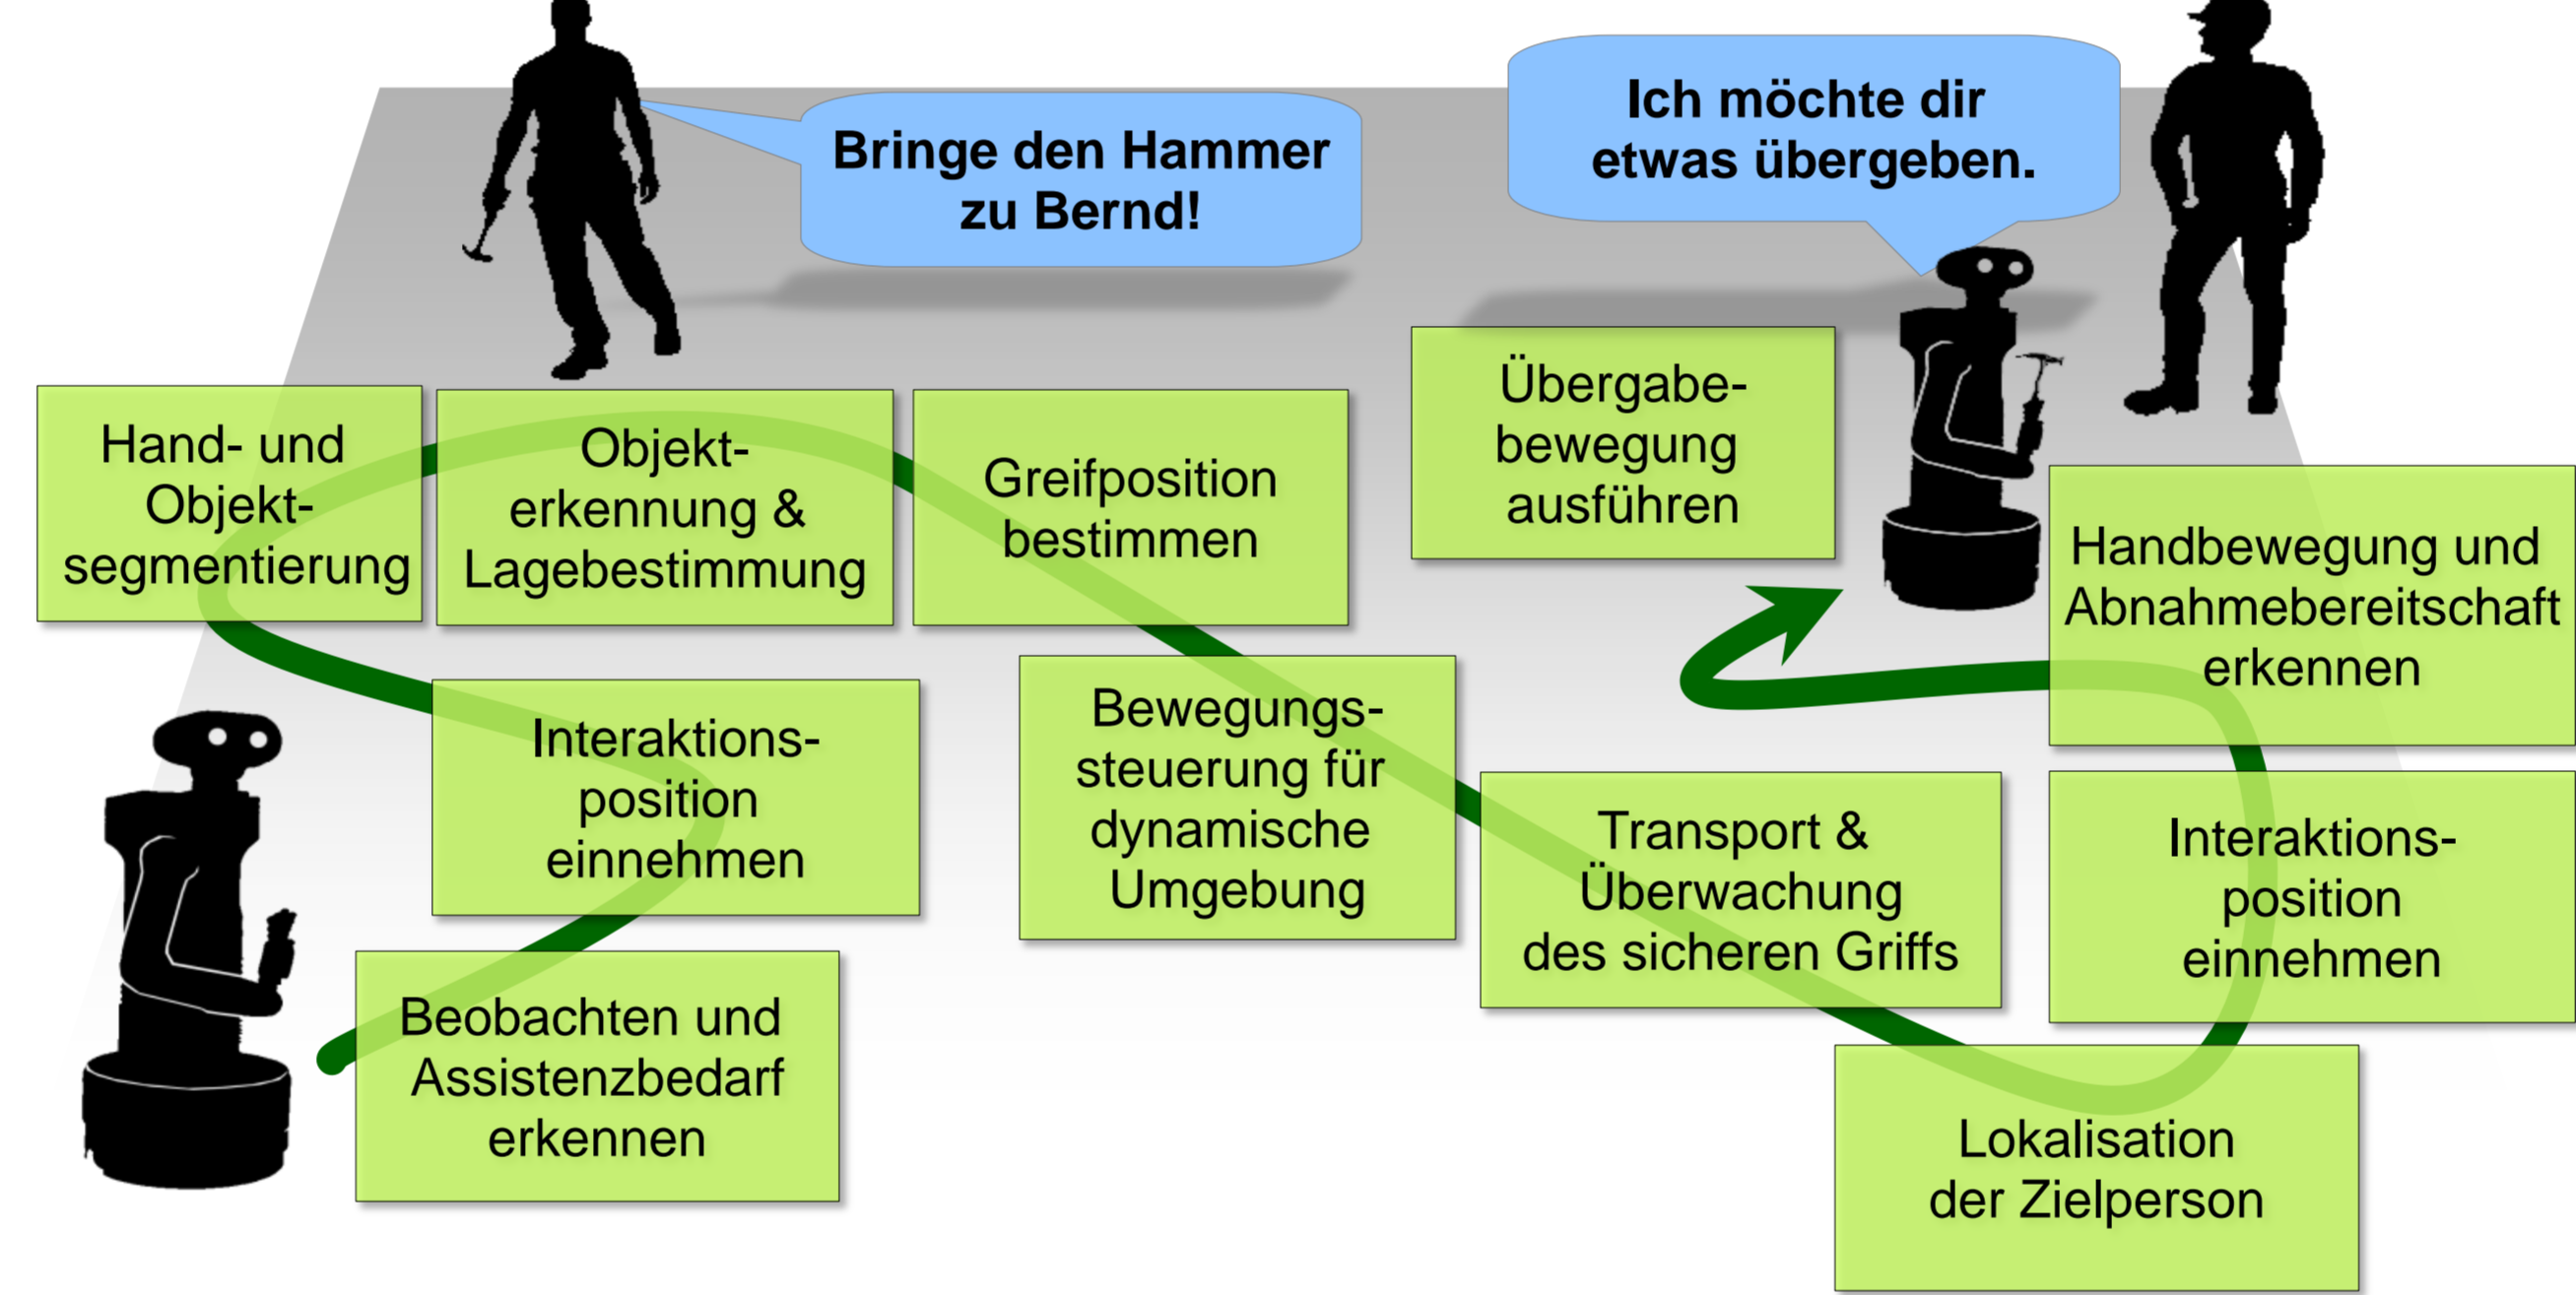 Bringe den Hammer
zu Bernd!
Ich möchte dir
etwas übergeben.
Hand- und
Objekt-
segmentierung
Objekt-
erkennung &
Lagebestimmung
Greifposition
bestimmen
Übergabe-
bewegung
ausführen
Handbewegung und
Abnahmebereitschaft
erkennen
Interaktions-
position
einnehmen
Bewegungs-
steuerung für
dynamische
Umgebung
Transport &
Überwachung
des sicheren Griffs
Interaktions-
position
einnehmen
Beobachten und
Assistenzbedarf
erkennen
Lokalisation
der Zielperson